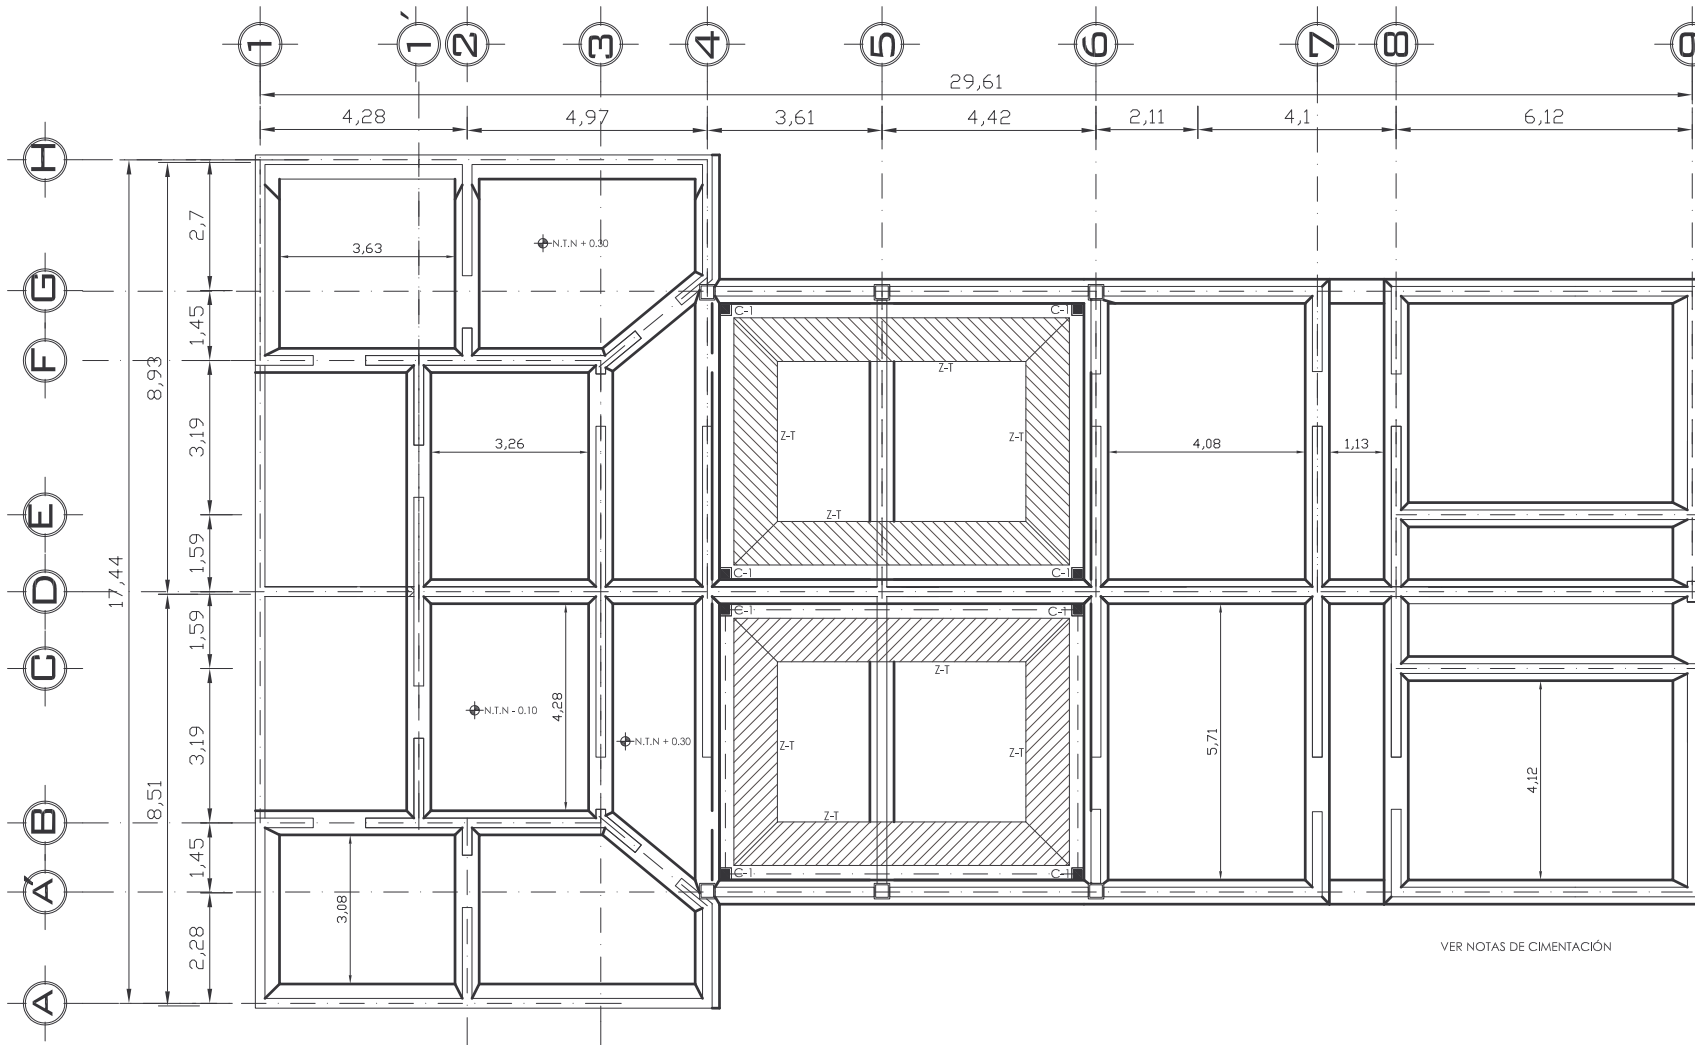 1
1'
2
3
4
5
6
7
8
9
29,61
4,28
4,97
3,61
4,42
2,11
4,1
6,12
H
G
F
E
D
C
B
A'
A
17,44
8,93
8,51
2,7
1,45
3,19
1,59
1,59
3,19
1,45
2,28
3,63
N.T.N + 0.30
C-1
C-1
Z-T
3,26
Z-T
Z-T
4,08
1,13
Z-T
C-1
C-1
C-1
C-1
Z-T
4,28
N.T.N - 0.10
N.T.N + 0.30
Z-T
Z-T
5,71
4,12
Z-T
C-1
C-1
3,08
VER NOTAS DE CIMENTACIÓN